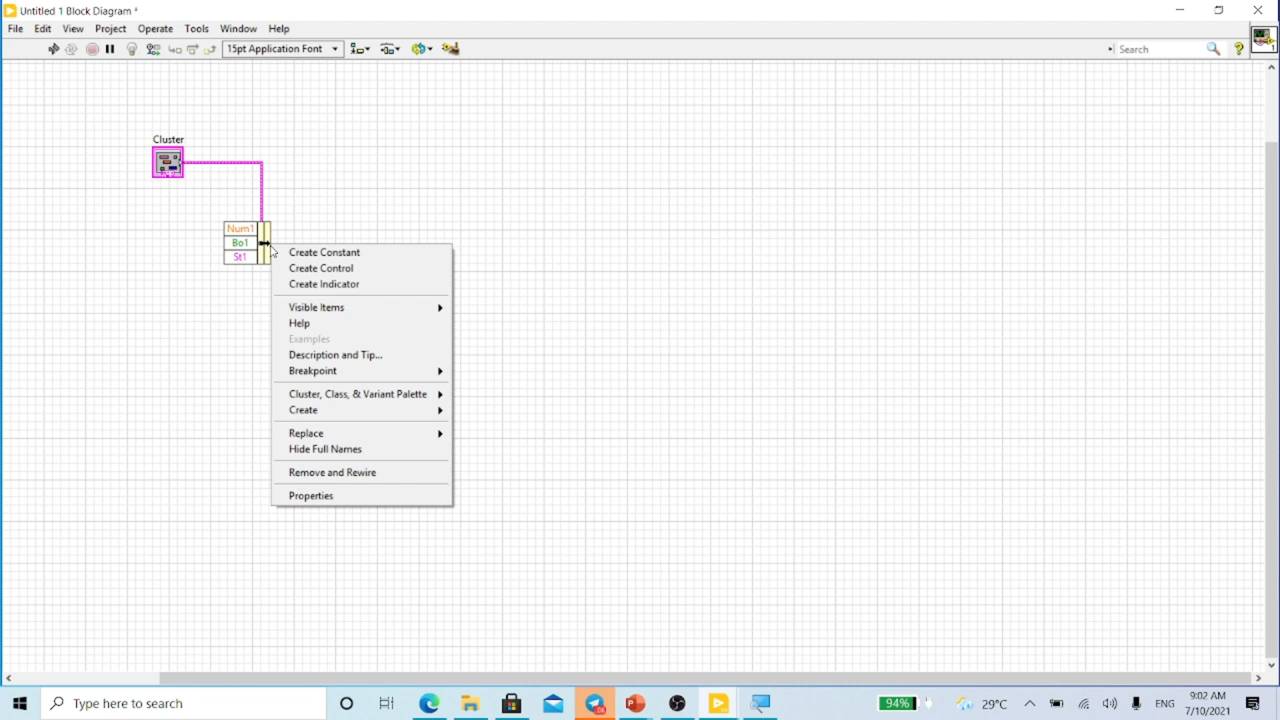 Untitled 1 Block Diagram *
File Edit View Project Operate Tools Window Help
15pt Application Font
Search
1
Cluster
Num1
Bo1
St1
Create Constant
Create Control
Create Indicator
Visible Items
Help
Examples
Description and Tip...
Breakpoint
Cluster, Class, & Variant Palette
Create
Replace
Hide Full Names
Remove and Rewire
Properties
Type here to search
94%
29°C
ENG
9:02 AM
7/10/2021